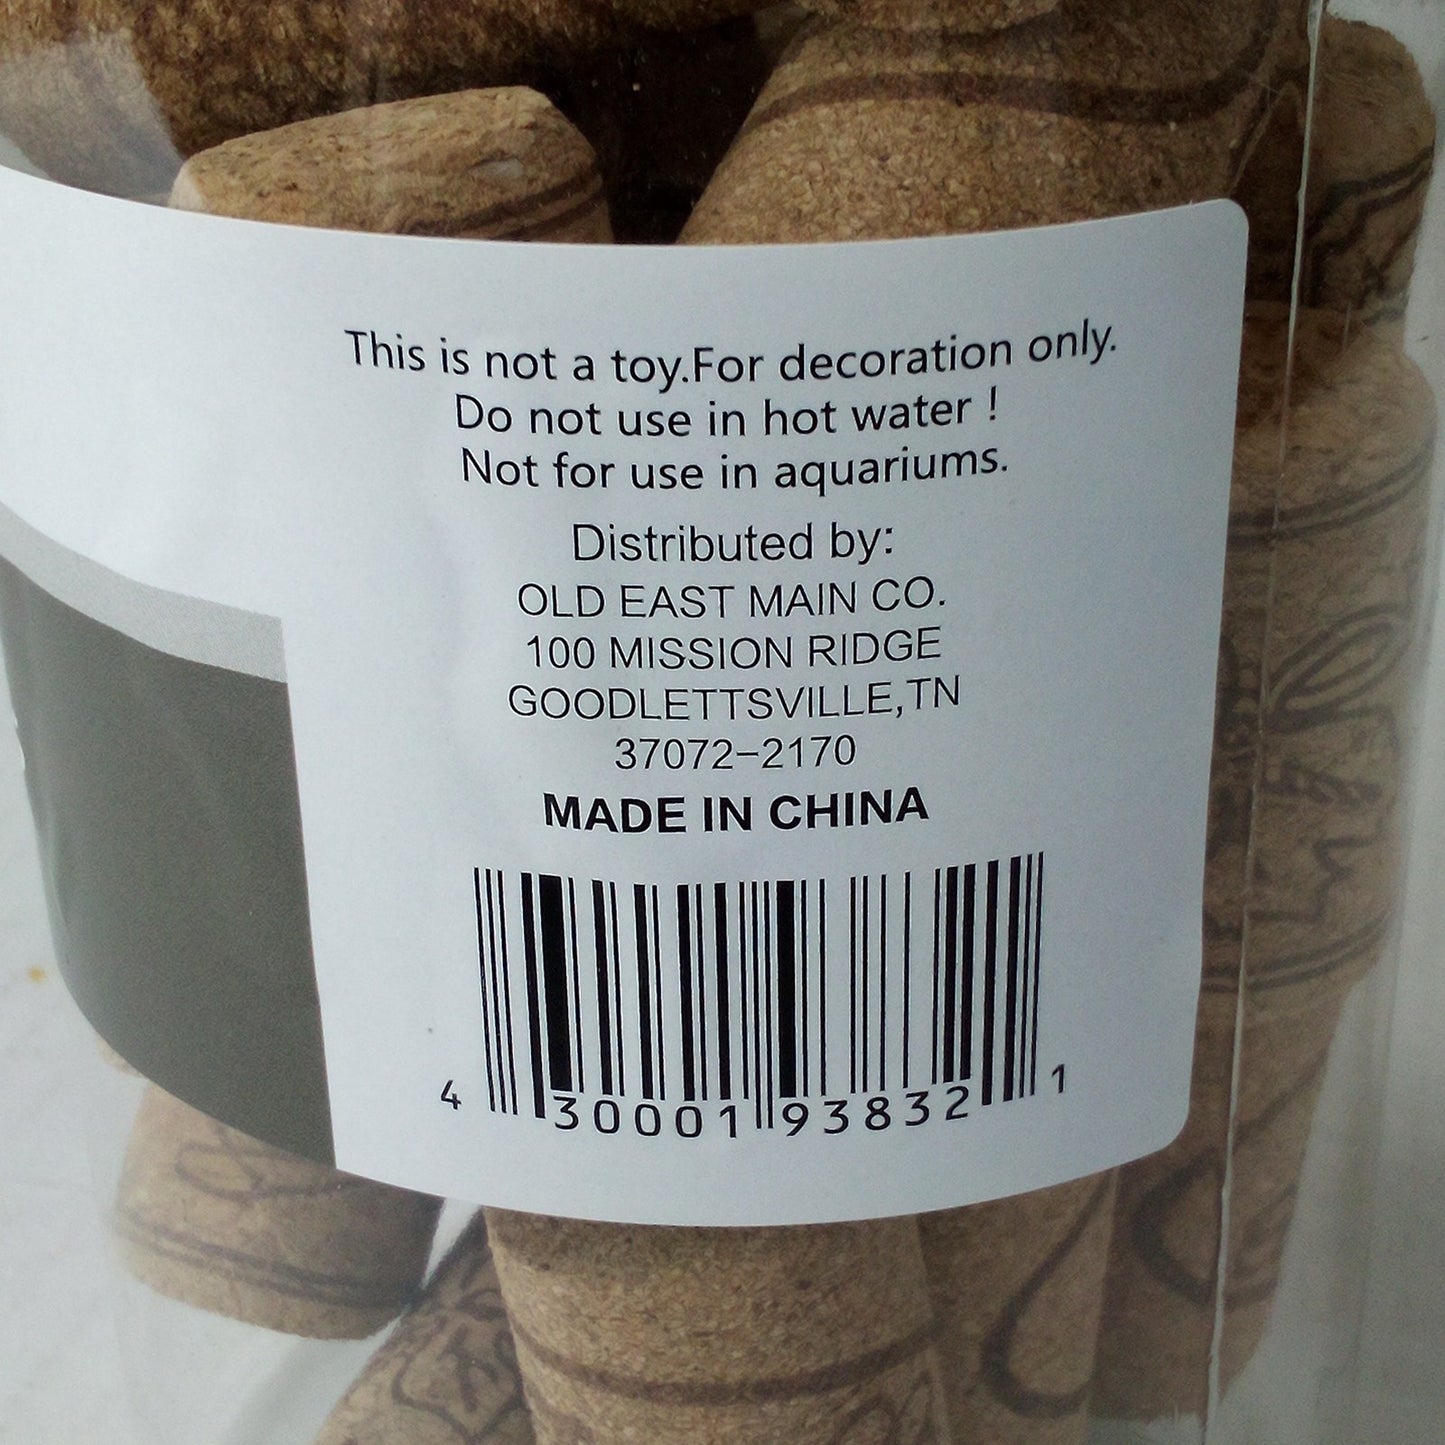 This is not a toy.For decoration only.
Do not use in hot water !
Not for use in aquariums.
Distributed by:
OLD EAST MAIN CO.
100 MISSION RIDGE
GOODLETTSVILLE,TN
37072-2170
MADE IN CHINA
4 30001 93832 1